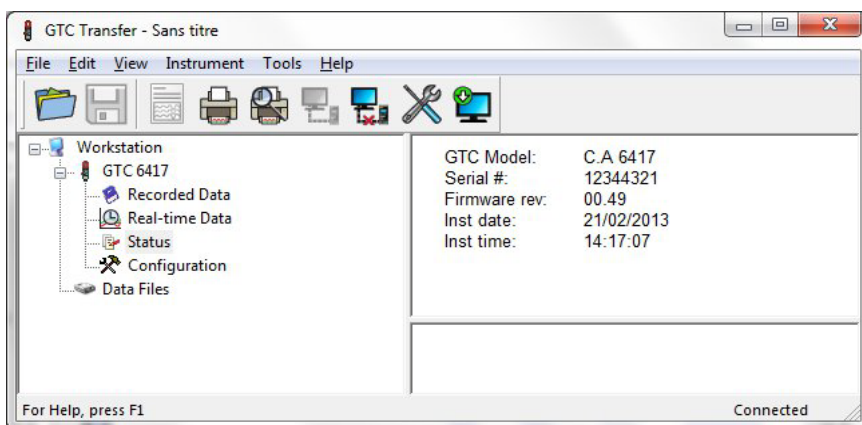 GTC Transfer - Sans titre
File Edit View Instrument Tools Help
Workstation
GTC 6417
Recorded Data
Real-time Data
Status
Configuration
Data Files
GTC Model: C.A 6417
Serial #: 12344321
Firmware rev: 00.49
Inst date: 21/02/2013
Inst time: 14:17:07
For Help, press F1 Connected